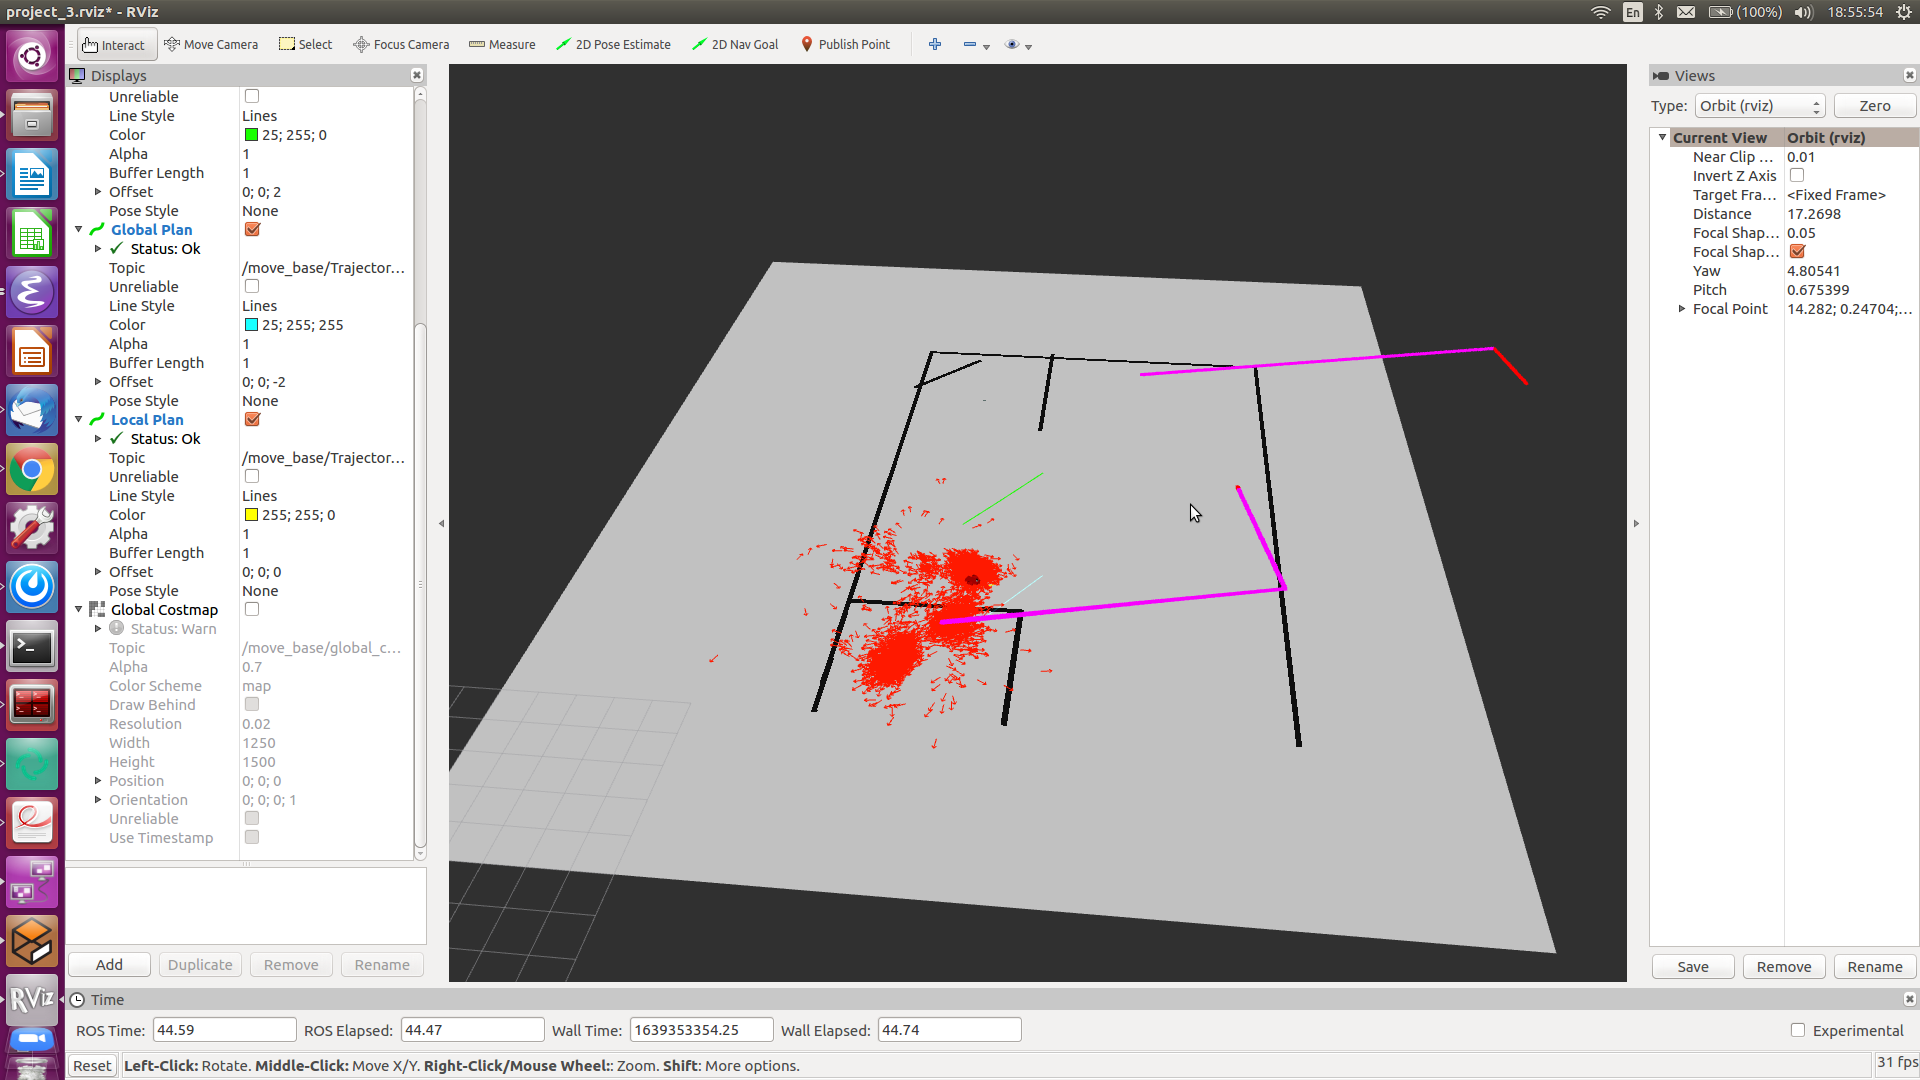 project_3.rviz* - RViz
En
(100%)
18:55:54
Interact
Move Camera
Select
Focus Camera
Measure
2D Pose Estimate
2D Nav Goal
Publish Point
Displays
Unreliable
Line Style Lines
Color 25; 255; 0
Alpha 1
Buffer Length 1
Offset 0; 0; 2
Pose Style None
Global Plan
Status: Ok
Topic /move_base/Trajector...
Unreliable
Line Style Lines
Color 25; 255; 255
Alpha 1
Buffer Length 1
Offset 0; 0; -2
Pose Style None
Local Plan
Status: Ok
Topic /move_base/Trajector...
Unreliable
Line Style Lines
Color 255; 255; 0
Alpha 1
Buffer Length 1
Offset 0; 0; 0
Pose Style None
Global Costmap
Status: Warn
Topic /move_base/global_c...
Alpha 0.7
Color Scheme map
Draw Behind
Resolution 0.02
Width 1250
Height 1500
Position 0; 0; 0
Orientation 0; 0; 0; 1
Unreliable
Use Timestamp
Add Duplicate Remove Rename
Views
Type: Orbit (rviz) Zero
Current View Orbit (rviz)
Near Clip ... 0.01
Invert Z Axis
Target Fra... <Fixed Frame>
Distance 17.2698
Focal Shap... 0.05
Focal Shap...
Yaw 4.80541
Pitch 0.675399
Focal Point 14.282; 0.24704;...
Save Remove Rename
RViz
Time
ROS Time: 44.59 ROS Elapsed: 44.47 Wall Time: 1639353354.25 Wall Elapsed: 44.74 Experimental
Reset Left-Click: Rotate. Middle-Click: Move X/Y. Right-Click/Mouse Wheel:: Zoom. Shift: More options. 31 fps